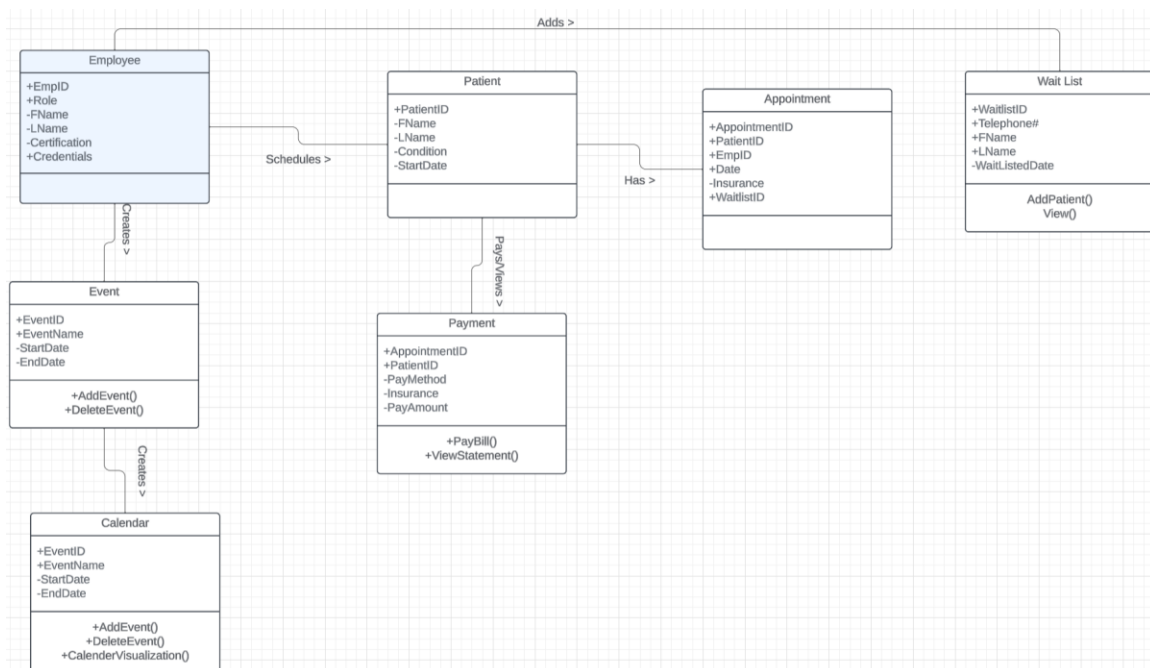 Adds >
Employee
+EmpID
+Role
-FName
-LName
-Certification
+Credentials
Schedules >
Patient
+PatientID
-FName
-LName
-Condition
-StartDate
Has >
Appointment
+AppointmentID
+PatientID
+EmpID
+Date
-Insurance
+WaitlistID
Wait List
+WaitlistID
+Telephone#
+FName
+LName
-WaitListedDate
AddPatient()
View()
Creates >
Event
+EventID
+EventName
-StartDate
-EndDate
+AddEvent()
+DeleteEvent()
Pays/Views >
Payment
+AppointmentID
+PatientID
-PayMethod
-Insurance
-PayAmount
+PayBill()
+ViewStatement()
Creates >
Calendar
+EventID
+EventName
-StartDate
-EndDate
+AddEvent()
+DeleteEvent()
+CalenderVisualization()